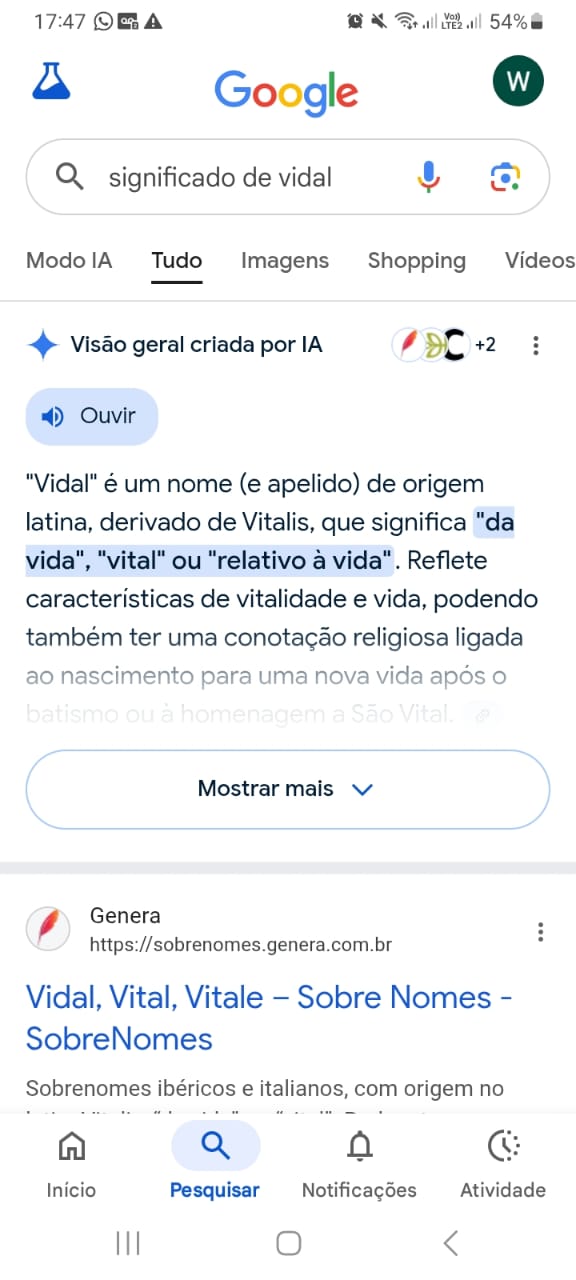 17:47 54%
Google
W
significado de vidal
Modo IA Tudo Imagens Shopping Vídeos
Visão geral criada por IA +2
Ouvir
"Vidal" é um nome (e apelido) de origem
latina, derivado de Vitalis, que significa "da
vida", "vital" ou "relativo à vida". Reflete
características de vitalidade e vida, podendo
também ter uma conotação religiosa ligada
ao nascimento para uma nova vida após o
batismo ou à homenagem a São Vital.
Mostrar mais
Genera
https://sobrenomes.genera.com.br
Vidal, Vital, Vitale – Sobre Nomes -
SobreNomes
Sobrenomes ibéricos e italianos, com origem no
Início Pesquisar Notificações Atividade